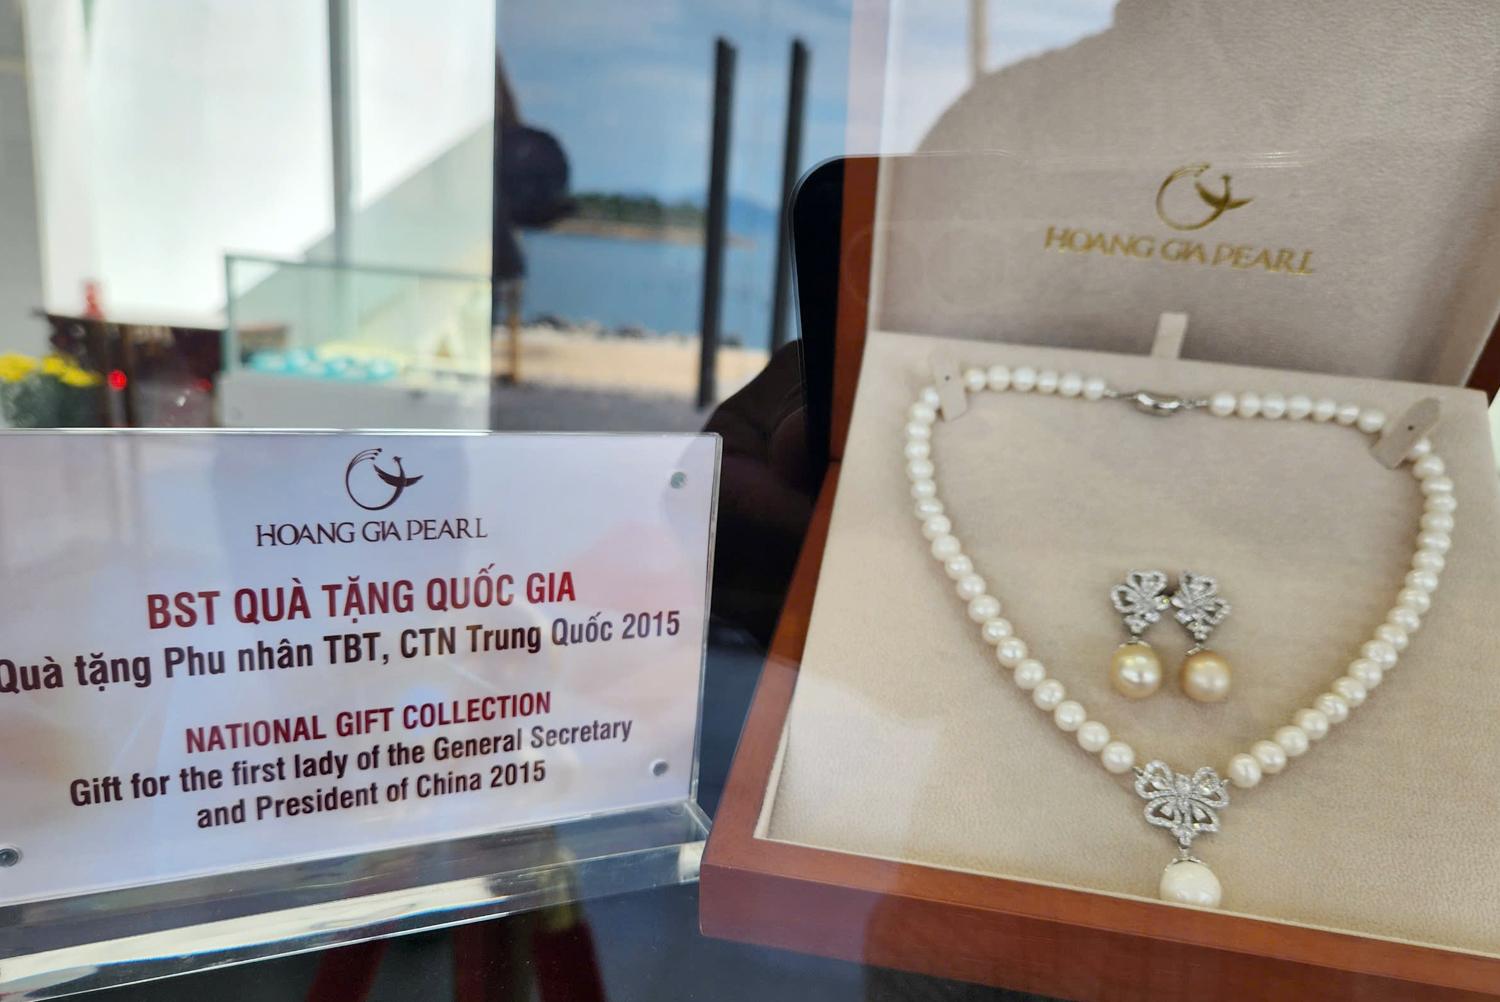 HOANG GIA PEARL
BST QUÀ TẶNG QUỐC GIA
Quà tặng Phu nhân TBT, CTN Trung Quốc 2015
NATIONAL GIFT COLLECTION
Gift for the first lady of the General Secretary
and President of China 2015
HOANG GIA PEARL